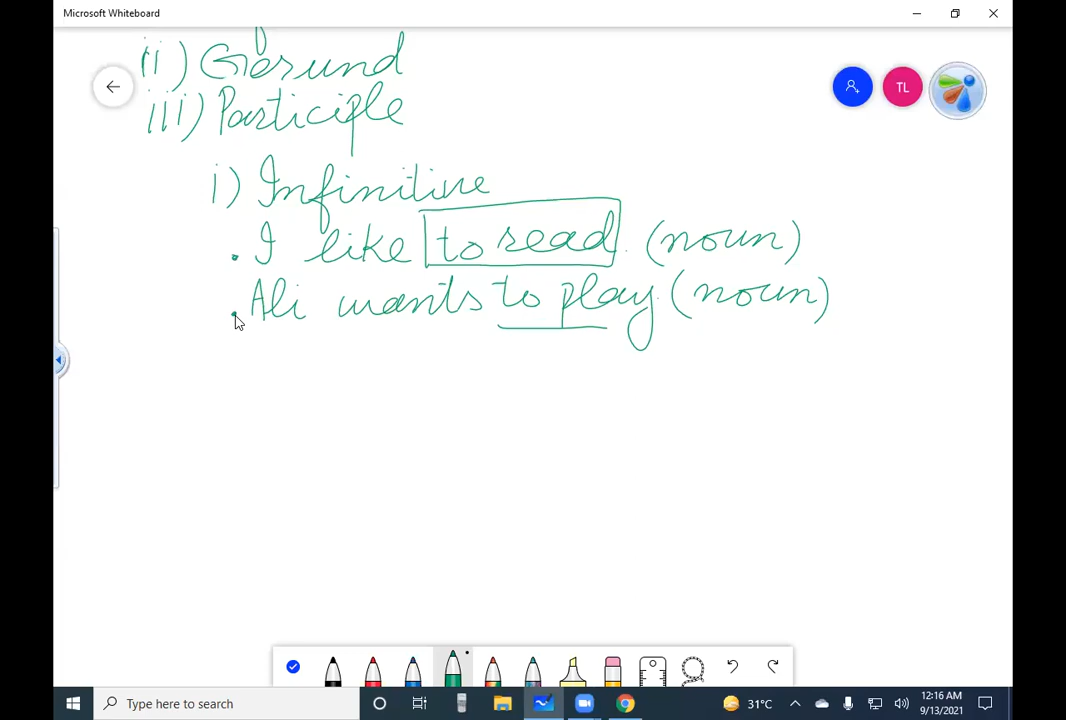 Microsoft Whiteboard
ii) Gerund
TL
iii) Participle
i) Infinitive
. I like to read. (noun)
. Ali wants to play. (noun)
Type here to search
31°C
12:16 AM
9/13/2021